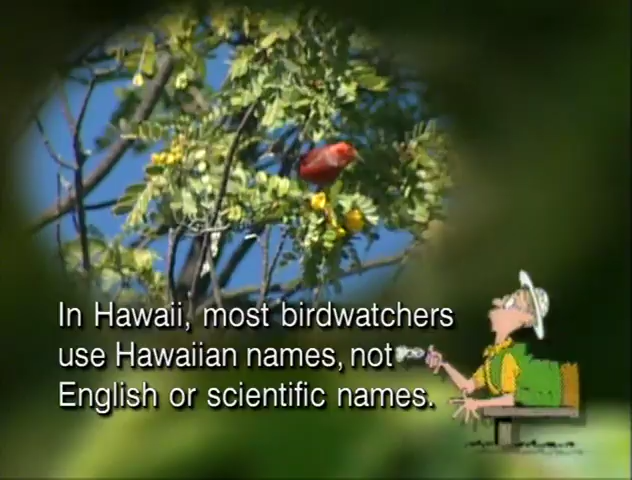 In Hawaii, most birdwatchers
use Hawaiian names, not
English or scientific names.